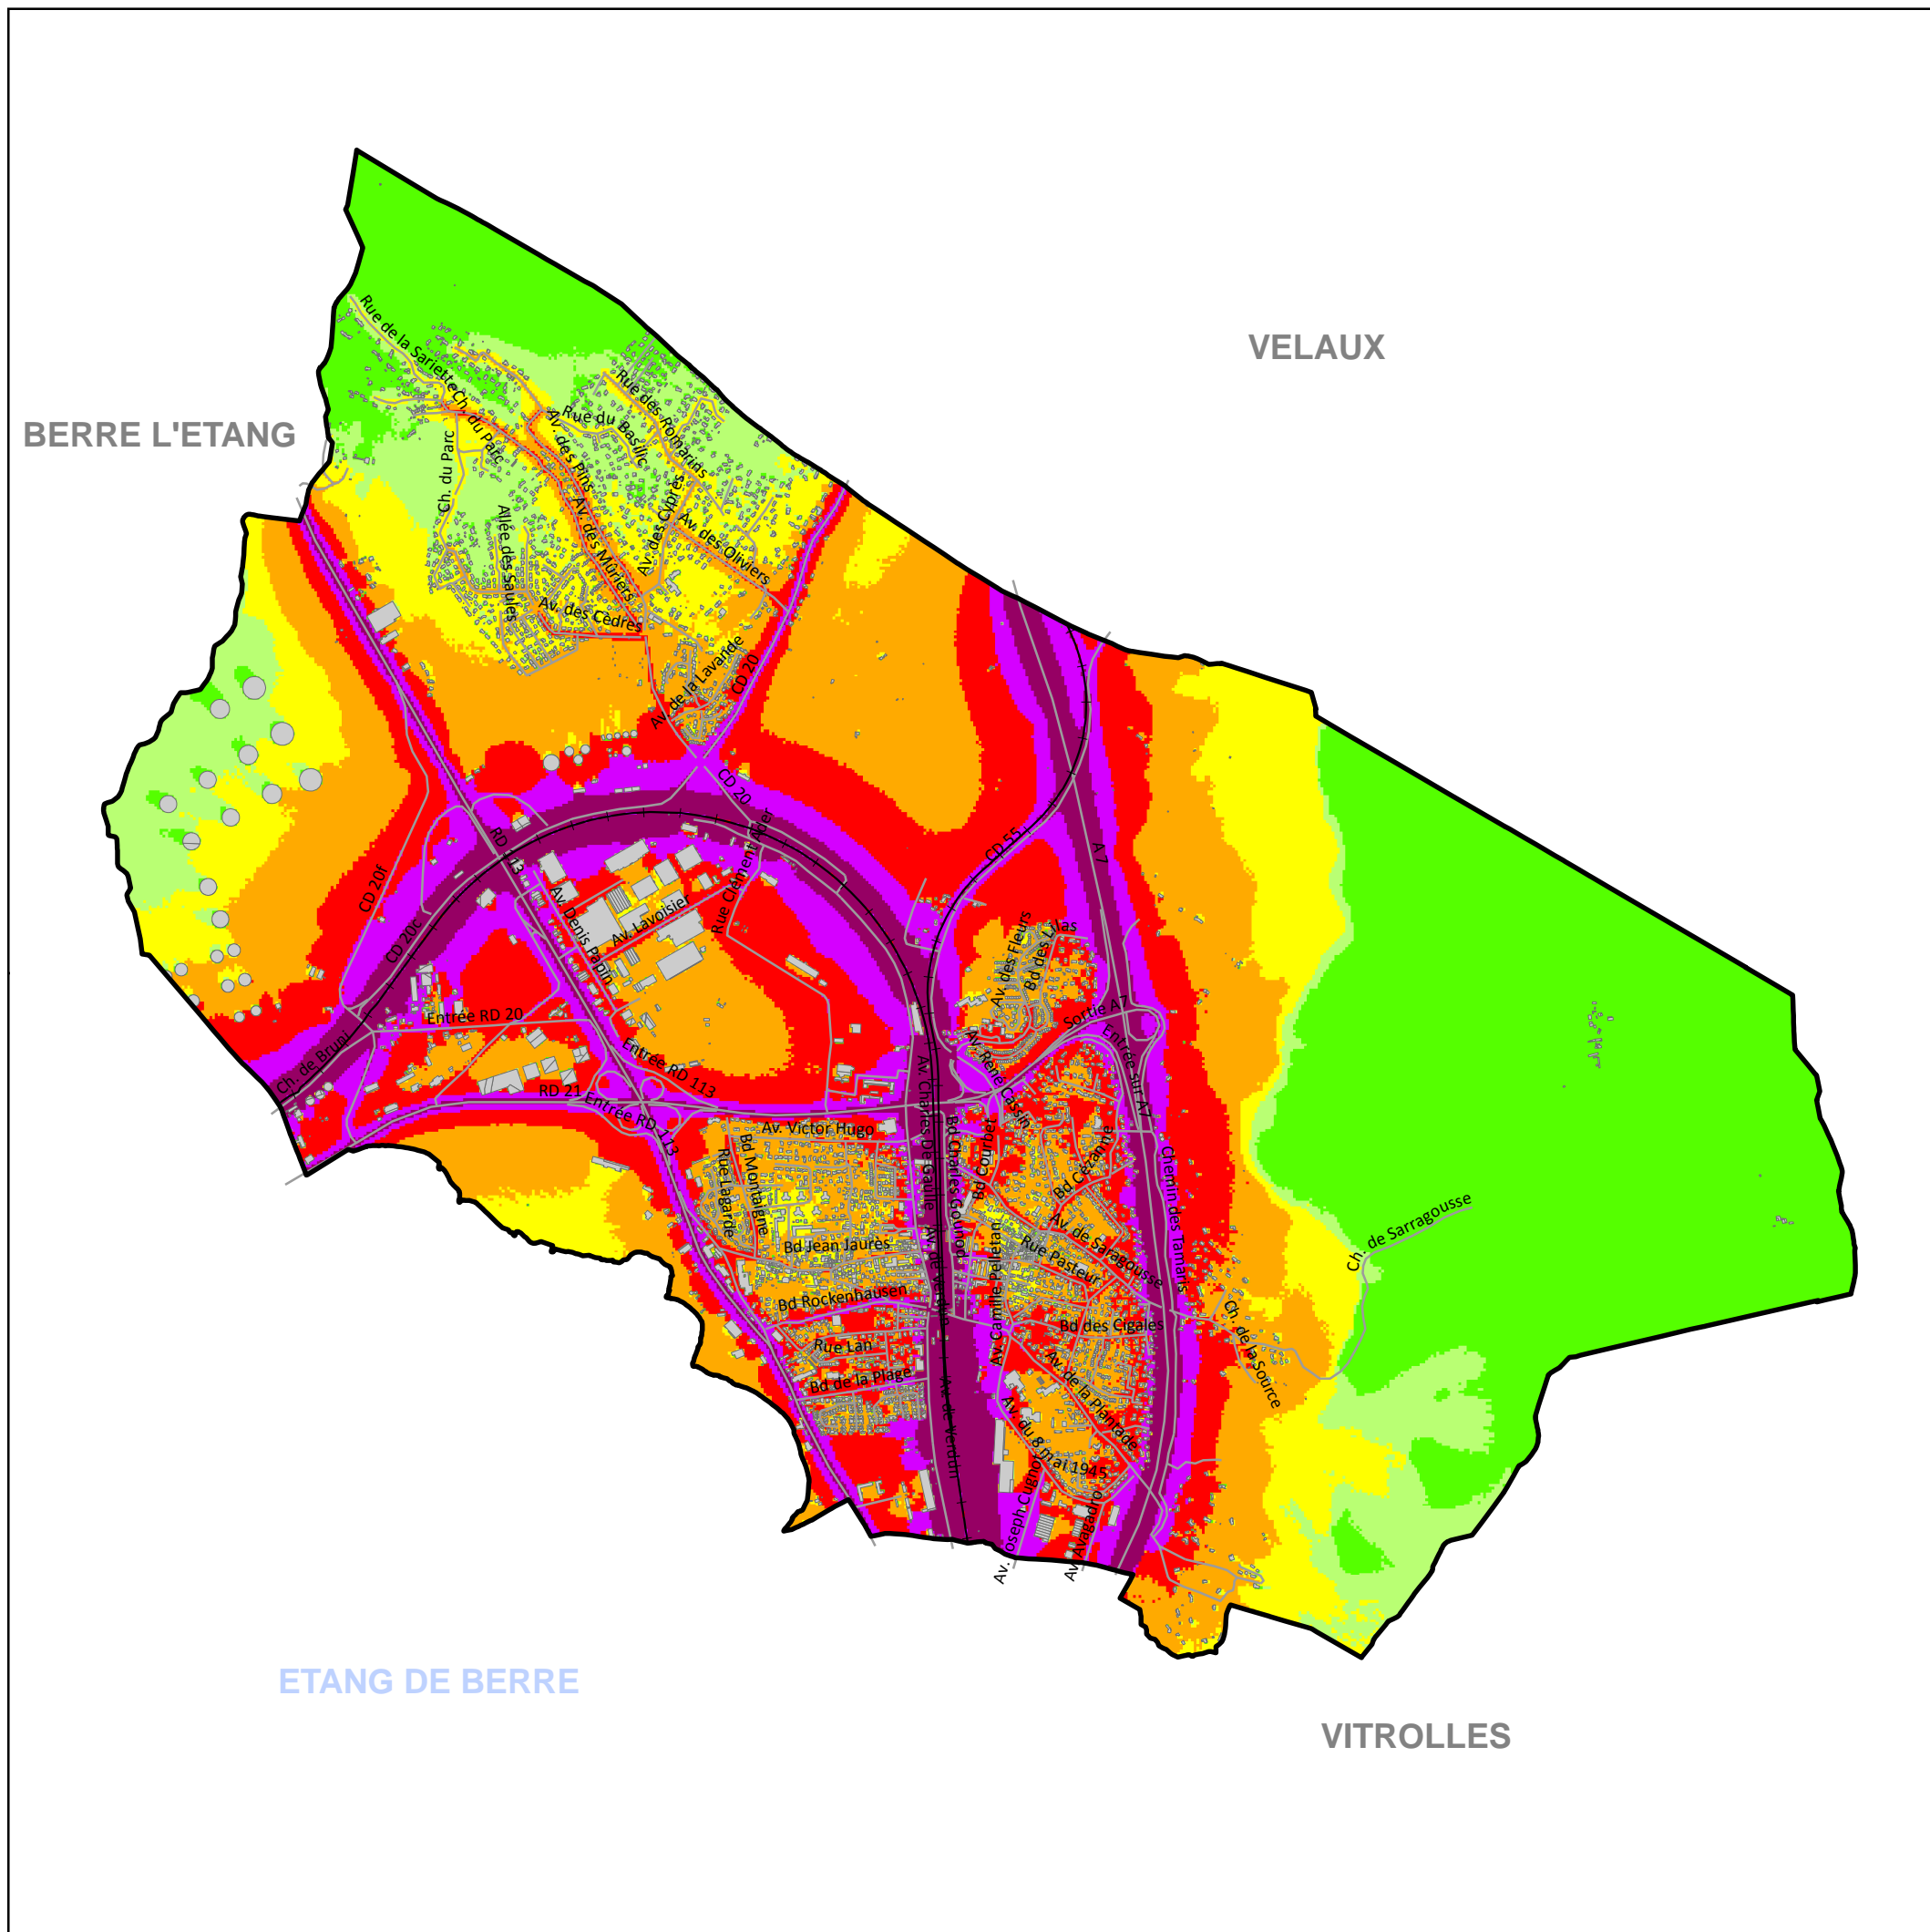 VELAUX
BERRE L'ETANG
Rue de la Sariette
Ch. du Parc
Ch. du Parc
Rue des Romarins
Rue du Basilic
Av. des Pins
Av. des Mûriers
Av. des Cyprès
Av. des Oliviers
Allée des Saules
Av. des Cèdres
Av. de la Lavande
CD 20
CD 20
CD 55
A 7
RD 113
Rue Clément Ader
CD 20f
CD 20c
Av. Denis Papin
Av. Lavoisier
Av. des Fleurs
Bd des Lilas
Sortie A7
Entrée sur A7
Entrée RD 20
Ch. de Bruni
Entrée RD 113
RD 21
Entrée RD 113
Av. René Cassin
Av. Charles De Gaulle
Bd Charles Gounod
Bd Courbet
Bd Cézanne
Av. Victor Hugo
Bd Montaigne
Rue Lagarde
Chemin des Tamaris
Ch. de Sarragousse
Bd Jean Jaurès
Av. de Verdun
Av. Camille Pelletan
Av. de Saragousse
Rue Pasteur
Bd Rockenhausen
Bd des Cigales
Ch. de la Source
Rue Lan
Bd de la Plage
Av. de Verdun
Av. de la Plantade
Av. du 8 mai 1945
Av. Joseph Cugnot
Av. Avagadro
ETANG DE BERRE
VITROLLES